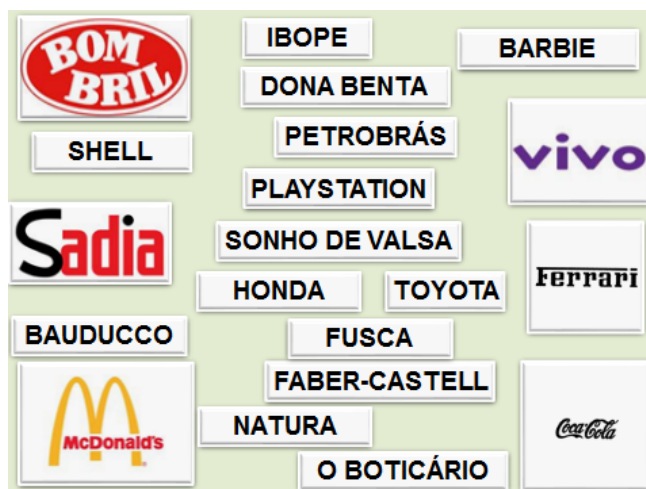 BOM
BRIL
IBOPE
BARBIE
DONA BENTA
SHELL
PETROBRÁS
vivo
PLAYSTATION
Sadia
SONHO DE VALSA
Ferrari
HONDA
TOYOTA
BAUDUCCO
FUSCA
FABER-CASTELL
McDonald's
NATURA
Coca-Cola
O BOTICÁRIO